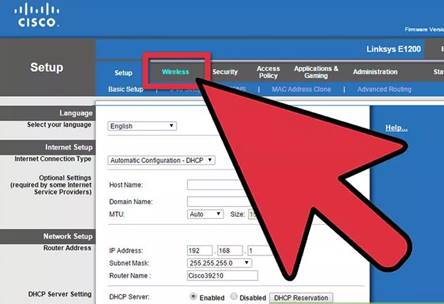 CISCO.
Firmware Versi
Linksys E1200
Setup
Setup Wireless Security Access Policy Applications & Gaming Administration Sta
Basic Setup | | MAC Address Clone | Advanced Routing
Language
Select your language English
Help...
Internet Setup
Internet Connection Type Automatic Configuration - DHCP
Optional Settings
(required by some Internet
Service Providers)
Host Name:
Domain Name:
MTU: Auto Size:
Network Setup
Router Address
IP Address: 192 . 168 . 1
Subnet Mask: 255.255.255.0
Router Name : Cisco39210
DHCP Server Setting DHCP Server: Enabled Disabled DHCP Reservation